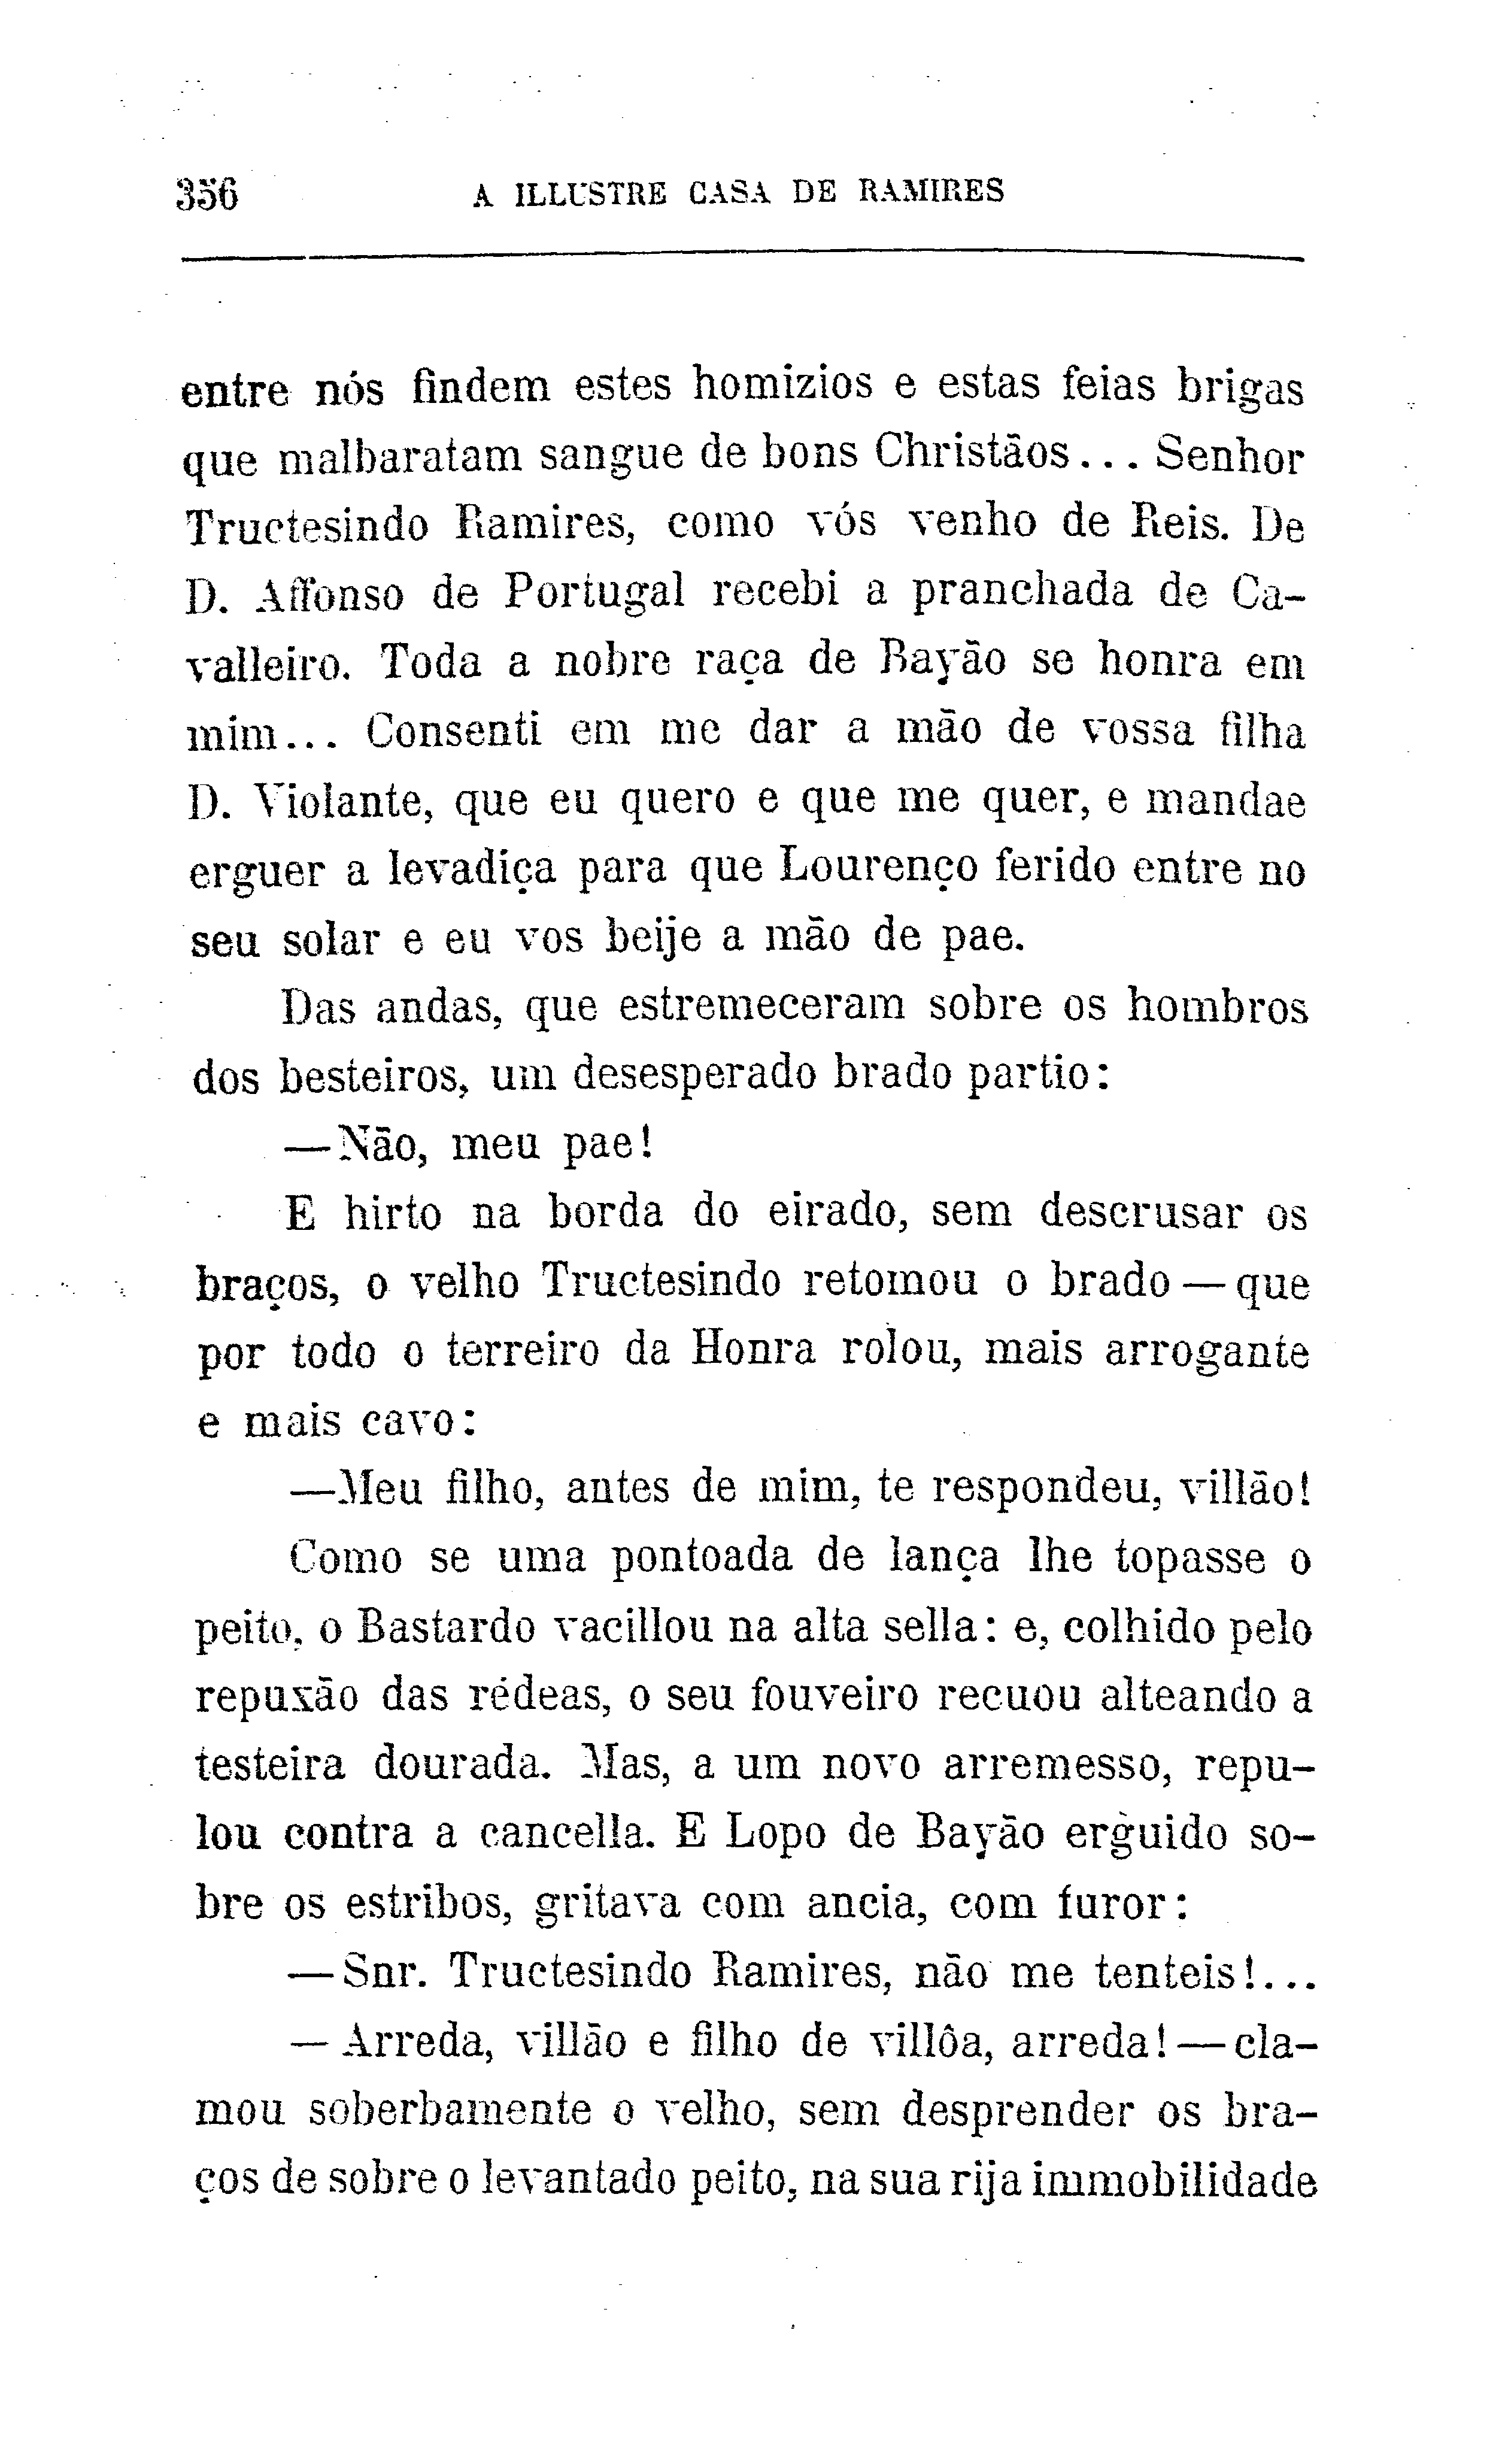 356 A ILLUSTRE CASA DE RAMIRES
entre nós findem estes homizios e estas feias brigas
que malbaratam sangue de bons Christãos... Senhor
Tructesindo Ramires, como vós venho de Reis. De
D. Affonso de Portugal recebi a pranchada de Ca-
valleiro. Toda a nobre raça de Bayão se honra em
mim... Consenti em me dar a mão de vossa filha
D. Violante, que eu quero e que me quer, e mandae
erguer a levadiça para que Lourenço ferido entre no
seu solar e eu vos beije a mão de pae.
Das andas, que estremeceram sobre os hombros
dos besteiros, um desesperado brado partio:
—Não, meu pae!
E hirto na borda do eirado, sem descrusar os
braços, o velho Tructesindo retomou o brado — que
por todo o terreiro da Honra rolou, mais arrogante
e mais cavo:
—Meu filho, antes de mim, te respondeu, villão!
Como se uma pontoada de lança lhe topasse o
peito, o Bastardo vacillou na alta sella: e, colhido pelo
repuxão das rédeas, o seu fouveiro recuou alteando a
testeira dourada. Mas, a um novo arremesso, repu-
lou contra a cancella. E Lopo de Bayão erguido so-
bre os estribos, gritava com ancia, com furor:
—Snr. Tructesindo Ramires, não me tenteis!...
— Arreda, villão e filho de villôa, arreda! — cla-
mou soberbamente o velho, sem desprender os bra-
ços de sobre o levantado peito, na sua rija immobilidade